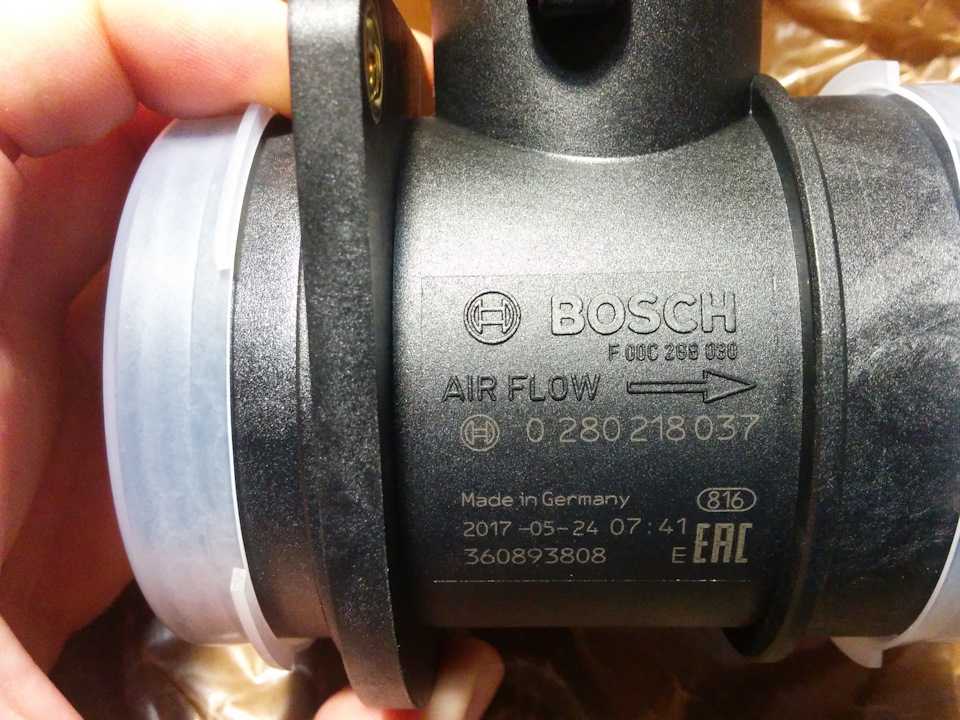 BOSCH
F 00C 2G9 030
AIR FLOW
0 280 218 037
Made in Germany
816
2017-05-24 07:41
360893808
E EAC